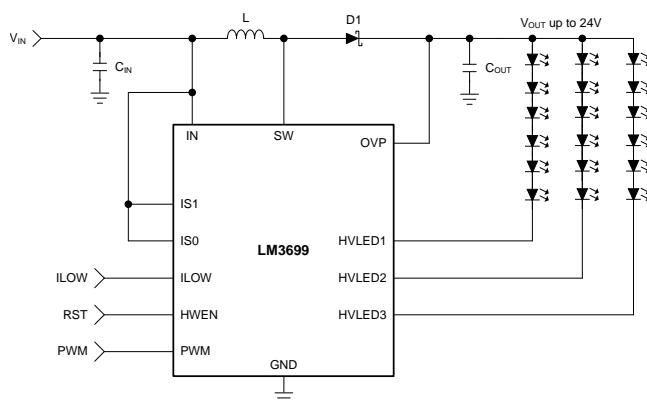 L
D1
VOUT up to 24V
VIN
CIN
COUT
IN
SW
OVP
IS1
IS0
LM3699
HVLED1
ILOW
ILOW
HVLED2
RST
HWEN
HVLED3
PWM
PWM
GND